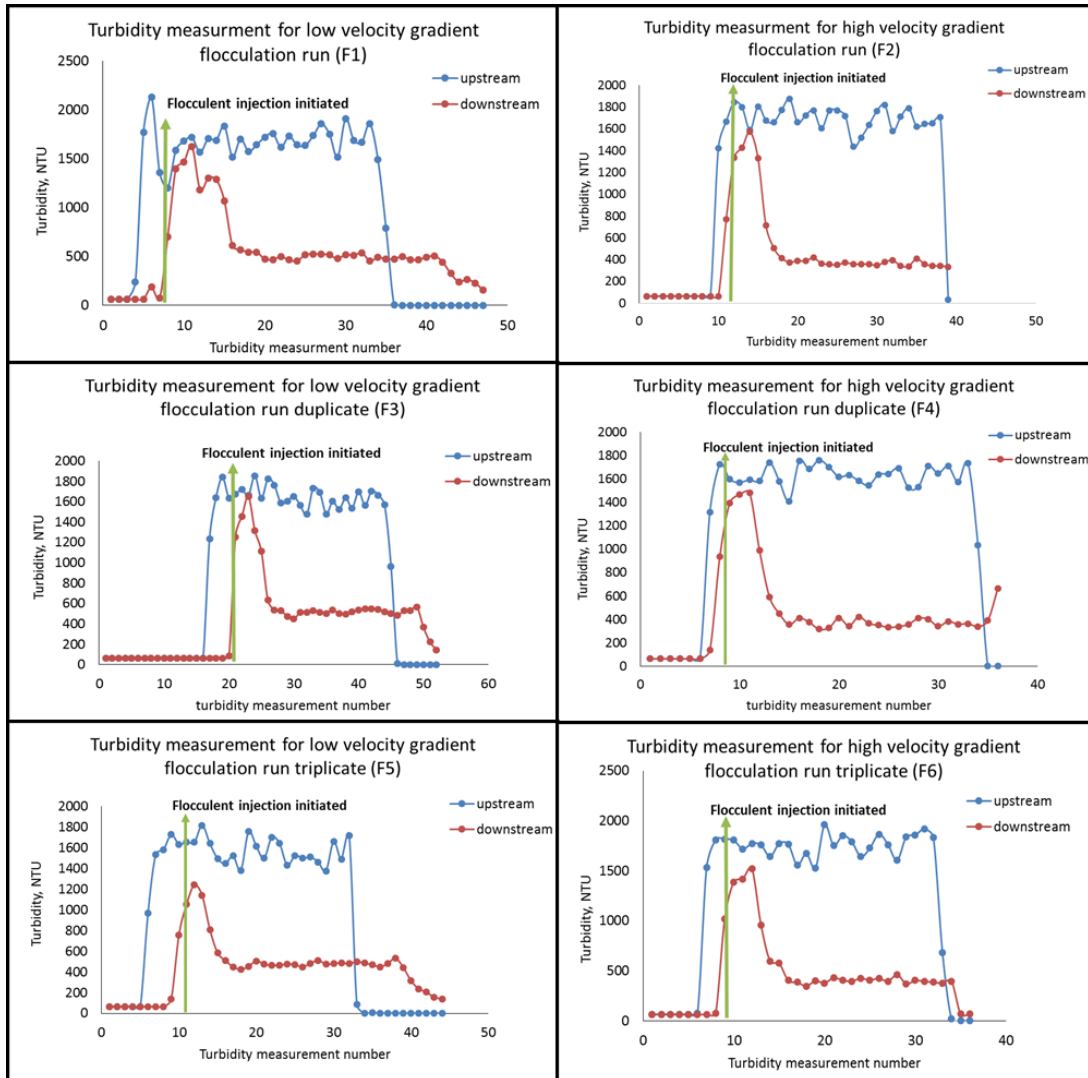 Turbidity measurment for low velocity gradient
flocculation run (F1)
2500
2000
1500
1000
500
0
Turbidity, NTU
Flocculent injection initiated
upstream
downstream
0 10 20 30 40 50
Turbidity measurment number
Turbidity measurment for high velocity gradient
flocculation run (F2)
2000
1800
1600
1400
1200
1000
800
600
400
200
0
Turbidity, NTU
Flocculent injection initiated
upstream
downstream
0 10 20 30 40 50
Turbidity measurment number
Turbidity measurement for low velocity gradient
flocculation run duplicate (F3)
2000
1800
1600
1400
1200
1000
800
600
400
200
0
Turbidity, NTU
Flocculent injection initiated
upstream
downstream
0 10 20 30 40 50 60
turbidity measurement number
Turbidity measurement for high velocity gradient
flocculation run duplicate (F4)
2000
1800
1600
1400
1200
1000
800
600
400
200
0
Turbidity, NTU
Flocculent injection initiated
upstream
downstream
0 10 20 30 40
turbidity measurement number
Turbidity measurement for low velocity gradient
flocculation run triplicate (F5)
2000
1800
1600
1400
1200
1000
800
600
400
200
0
Turbidity, NTU
Flocculent injection initiated
upstream
downstream
0 10 20 30 40 50
Turbidity measurement number
Turbidity measurement for high velocity gradient
flocculation run triplicate (F6)
2500
2000
1500
1000
500
0
Turbidity, NTU
Flocculent injection initiated
upstream
downstream
0 10 20 30 40
Turbidity measurement number